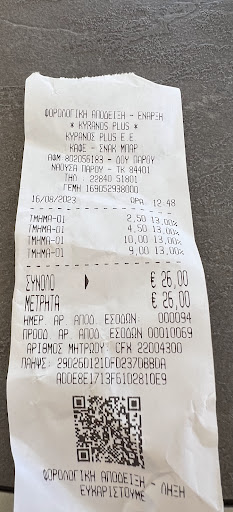 ΦΟΡΟΛΟΓΙΚΗ ΑΠΟΔΕΙΞΗ - ΕΝΑΡΞΗ
* KYRANOS PLUS *
ΚΥΡΑΝΟΣ PLUS Ε.Ε.
ΚΑΦΕ - ΣΝΑΚ ΜΠΑΡ
ΑΦΜ 802056183 - ΔΟΥ ΠΑΡΟΥ
ΝΑΟΥΣΑ ΠΑΡΟΥ - ΤΚ 84401
ΤΗΛ. 22840 51801
ΓΕΜΗ 169052938000
16/08/2023 ΩΡΑ. 12:48
ΤΜΗΜΑ-01 2,50 13,00%
ΤΜΗΜΑ-01 4,50 13,00%
ΤΜΗΜΑ-01 10,00 13,00%
ΤΜΗΜΑ-01 9,00 13,00%
ΣΥΝΟΛΟ € 26,00
ΜΕΤΡΗΤΑ € 26,00
ΗΜΕΡ. ΑΡ. ΑΠΟΔ. ΕΣΟΔΩΝ. 000094
ΠΡΟΟΔ. ΑΡ. ΑΠΟΔ. ΕΣΟΔΩΝ 00010069
ΑΡΙΘΜΟΣ ΜΗΤΡΩΟΥ: CFX 22004300
ΠΑΗΨΣ:
ΦΟΡΟΛΟΓΙΚΗ ΑΠΟΔΕΙΞΗ - ΛΗΞΗ
ΕΥΧΑΡΙΣΤΟΥΜΕ